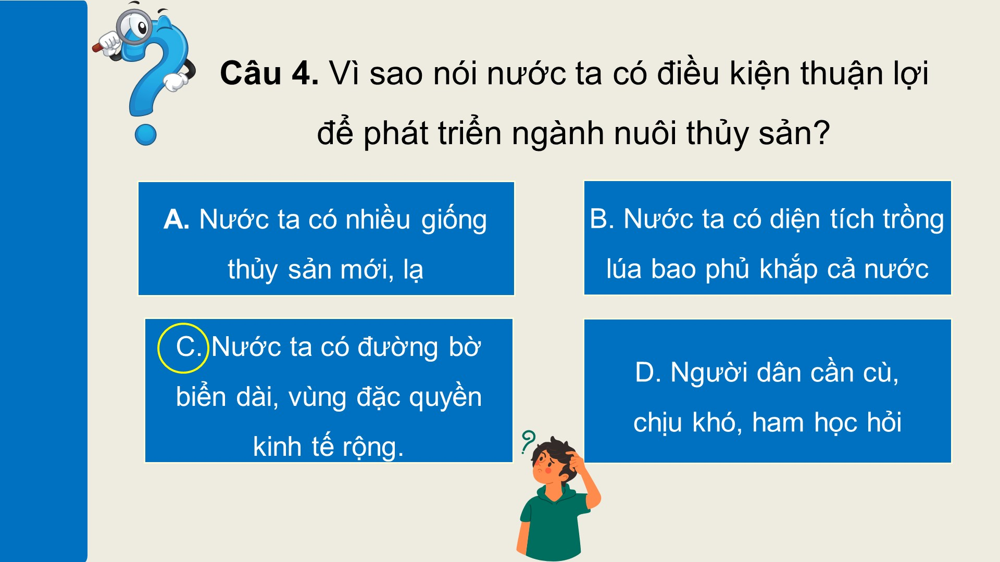 Câu 4. Vì sao nói nước ta có điều kiện thuận lợi
để phát triển ngành nuôi thủy sản?
A. Nước ta có nhiều giống
thủy sản mới, lạ
B. Nước ta có diện tích trồng
lúa bao phủ khắp cả nước
C. Nước ta có đường bờ
biển dài, vùng đặc quyền
kinh tế rộng.
D. Người dân cần cù,
chịu khó, ham học hỏi